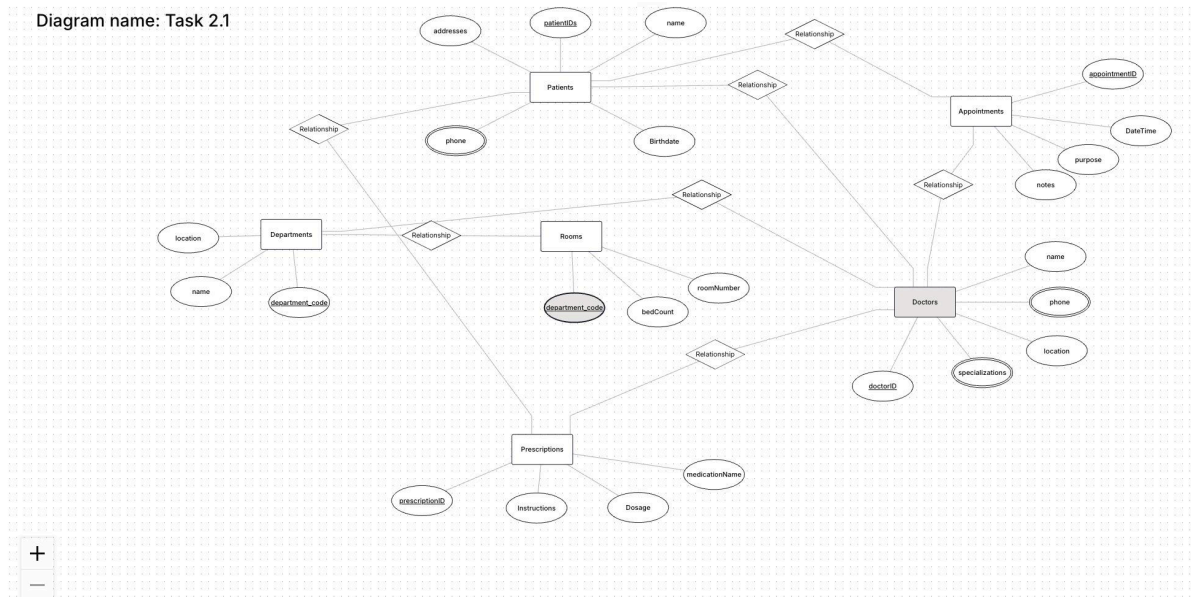 Diagram name: Task 2.1
addresses
patientIDs
name
Relationship
Patients
Relationship
appointmentID
Appointments
Relationship
phone
Birthdate
DateTime
purpose
notes
Relationship
Relationship
location
Departments
Relationship
Rooms
name
department_code
department_code
bedCount
roomNumber
name
Doctors
phone
location
Relationship
doctorID
specializations
Prescriptions
prescriptionID
Instructions
Dosage
medicationName
+
—